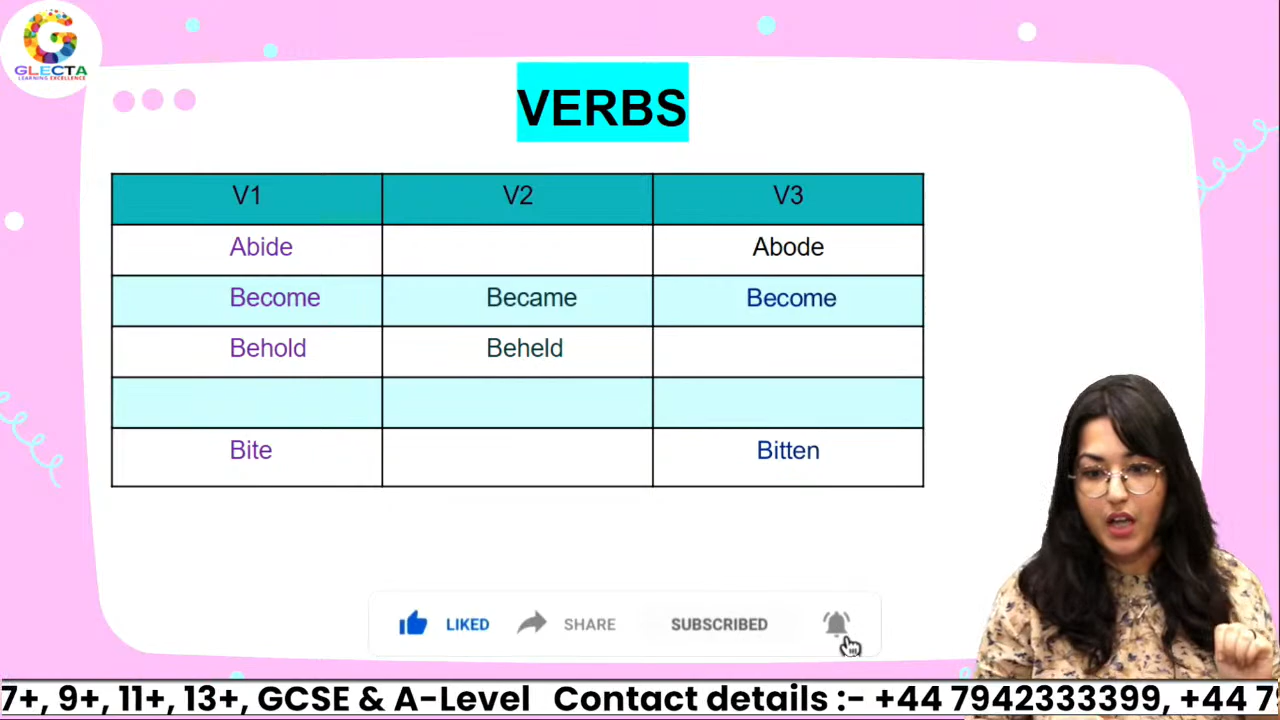 GLECTA
LEARNING EXCELLENCE
VERBS
V1 V2 V3
Abide Abode
Become Became Become
Behold Beheld
Bite Bitten
LIKED SHARE SUBSCRIBED
7+, 9+, 11+, 13+, GCSE & A-Level Contact details :- +44 7942333399, +44 79